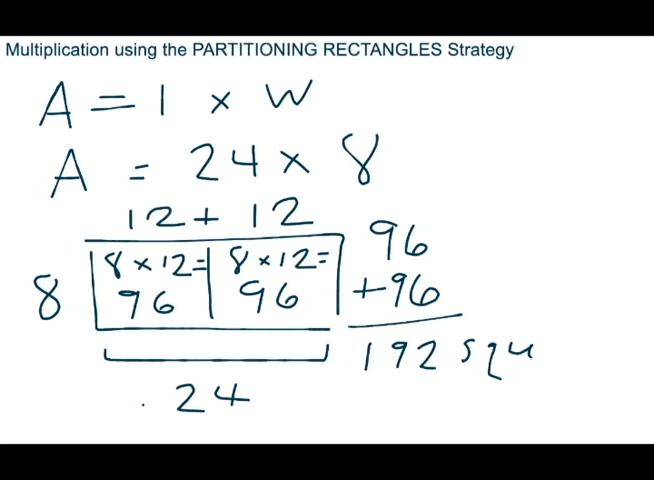 Multiplication using the PARTITIONING RECTANGLES Strategy
A = l × w
A = 24 × 8
12 + 12
8 × 12 = 8 × 12 =
96 96
8
24
96
+96
192 squ